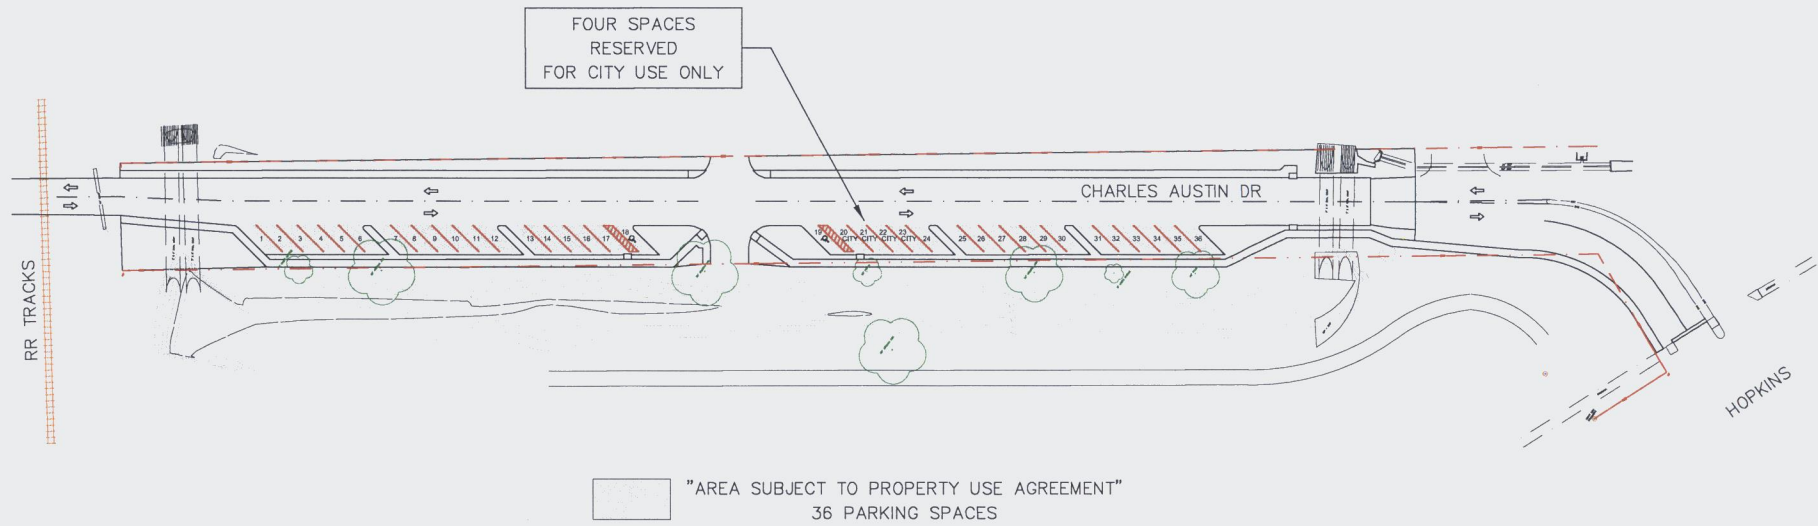 FOUR SPACES
RESERVED
FOR CITY USE ONLY
CHARLES AUSTIN DR
1 2 3 4 5 6 7 8 9 10 11 12 13 14 15 16 17 18
19 20 21 22 23 24 25 26 27 28 29 30 31 32 33 34 35 36
CITY CITY CITY CITY
RR TRACKS
HOPKINS
"AREA SUBJECT TO PROPERTY USE AGREEMENT"
36 PARKING SPACES